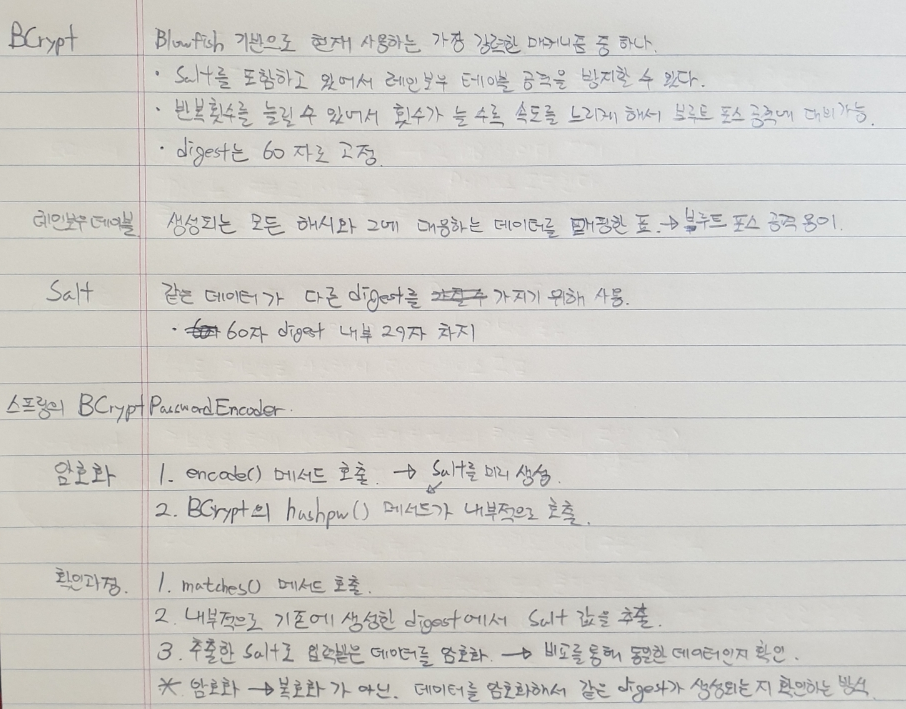 BCrypt Blowfish 기반으로 현재 사용하는 가장 강력한 매커니즘 중 하나.
· Salt를 포함하고 있어서 레인보우 테이블 공격을 방지할 수 있다.
· 반복횟수를 늘릴 수 있어서 횟수가 늘 수록 속도를 느리게 해서 브루트 포스 공격에 대비가능.
· digest는 60자로 고정.
레인보우 테이블 생성되는 모든 해시와 그에 대응하는 데이터를 매핑한 표. → 브루트 포스 공격 용이.
Salt 같은 데이터가 다른 digest를 가지기 위해 사용.
· 60자 digest 내부 29자 차지
스프링의 BCryptPasswordEncoder.
암호화 1. encode() 메서드 호출. → Salt를 미리 생성.
2. BCrypt의 hashpw() 메서드가 내부적으로 호출.
확인과정. 1. matches() 메서드 호출.
2. 내부적으로 기존에 생성한 digest에서 Salt 값을 추출.
3. 추출한 Salt로 입력받은 데이터를 암호화. → 비교를 통해 동일한 데이터인지 확인.
* 암호화 → 복호화가 아닌. 데이터를 암호화해서 같은 digest가 생성되는 지 확인하는 방식